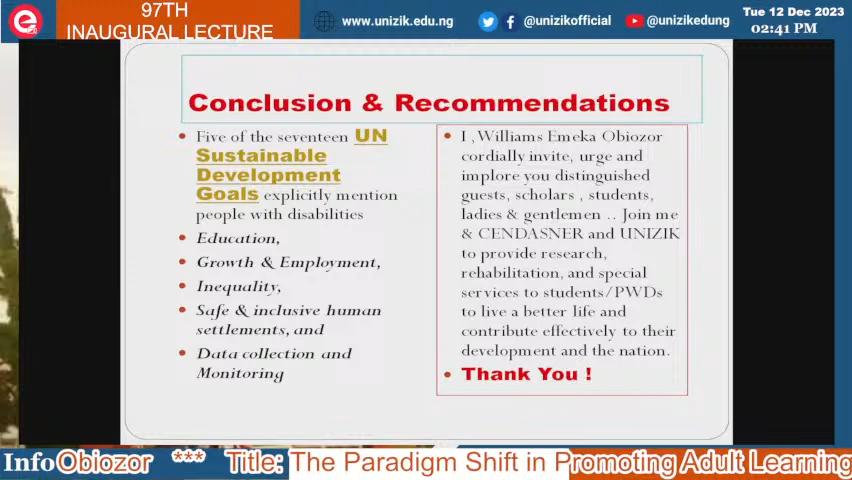 97TH
INAUGURAL LECTURE
www.unizik.edu.ng
@unizikofficial
@unizikedung
Tue 12 Dec 2023
02:41 PM
Conclusion & Recommendations
Five of the seventeen UN
Sustainable
Development
Goals explicitly mention
people with disabilities
Education,
Growth & Employment,
Inequality,
Safe & inclusive human
settlements, and
Data collection and
Monitoring
I , Williams Emeka Obiozor
cordially invite, urge and
implore you distinguished
guests, scholars , students,
ladies & gentlemen .. Join me
& CENDASNER and UNIZIK
to provide research,
rehabilitation, and special
services to students/PWDs
to live a better life and
contribute effectively to their
development and the nation.
Thank You !
Info
Obiozor *** Title: The Paradigm Shift in Promoting Adult Learning